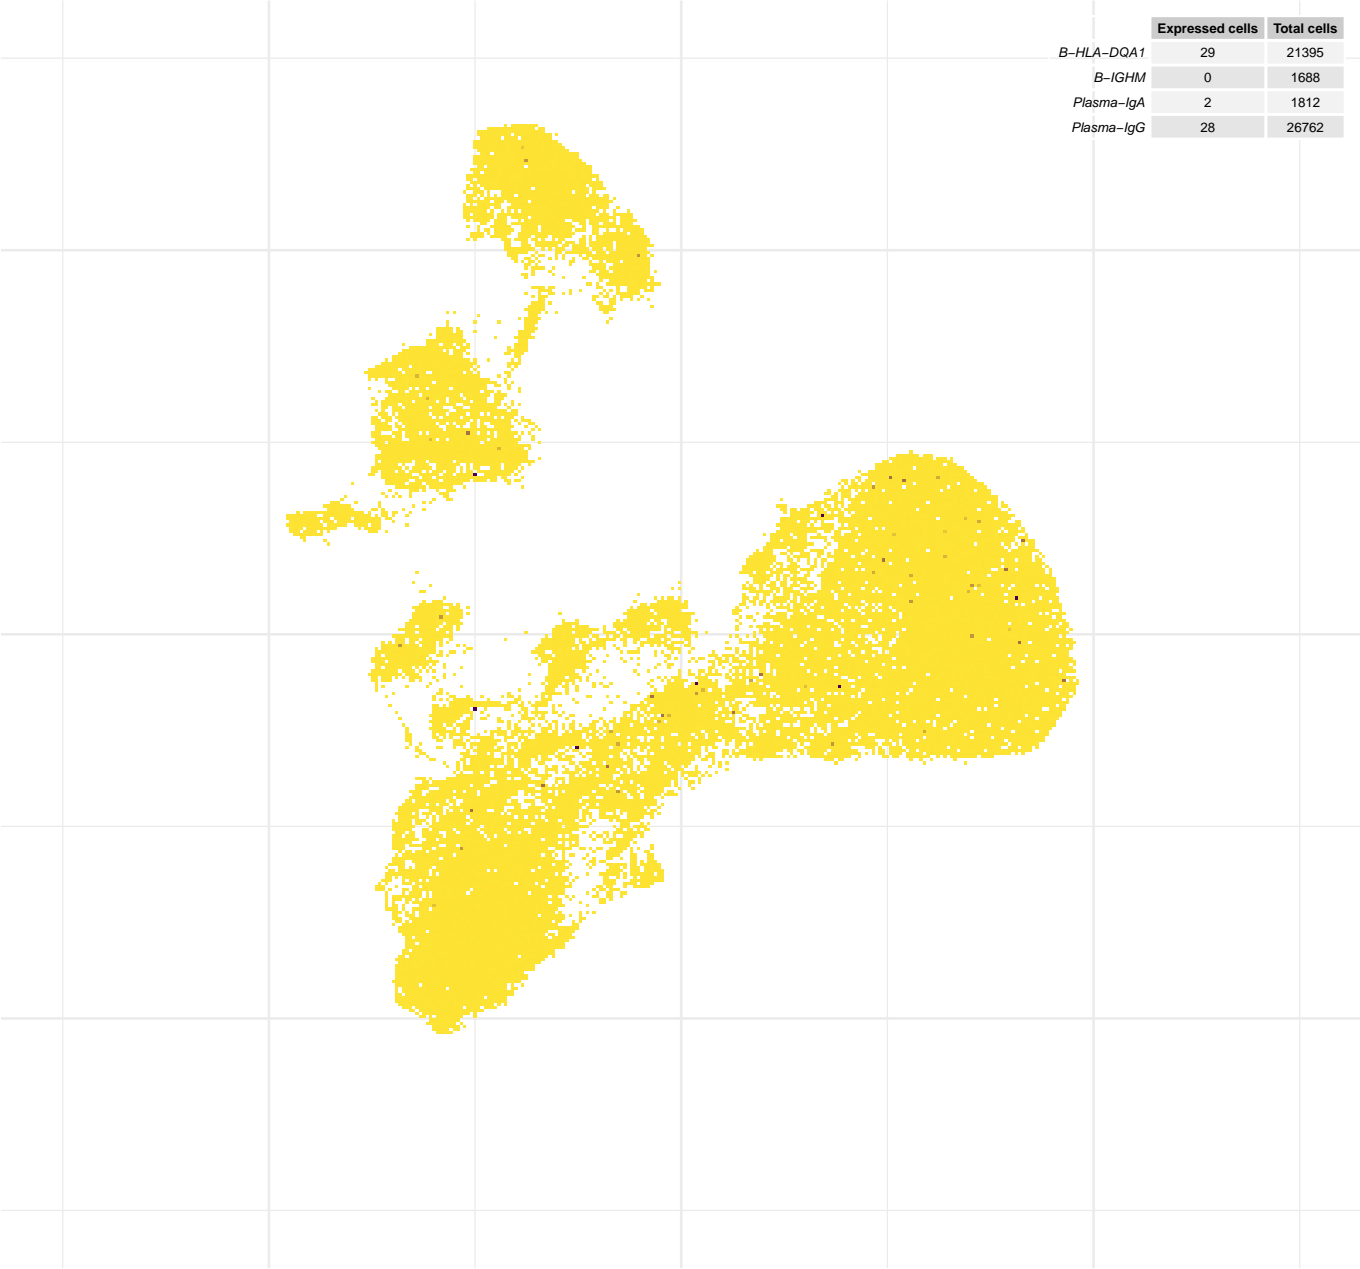 Expressed cells Total cells
B−HLA−DQA1 29 21395
B−IGHM 0 1688
Plasma−IgA 2 1812
Plasma−IgG 28 26762